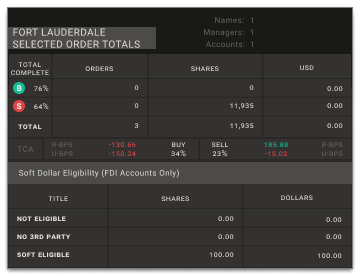 Names: 1
FORT LAUDERDALE
Managers: 1
SELECTED ORDER TOTALS
Accounts: 1
TOTAL COMPLETE ORDERS SHARES USD
B 76% 0 0 0.00
S 64% 0 11,935 0.00
TOTAL 3 11,935 0.00
TCA R-BPS -130.66 BUY SELL 185.88 R-BPS
U-BPS -150.24 34% 23% -15.02 U-BPS
Soft Dollar Eligibility (FDI Accounts Only)
TITLE SHARES DOLLARS
NOT ELIGIBLE 0.00 0.00
NO 3RD PARTY 0.00 0.00
SOFT ELIGIBLE 100.00 100.00